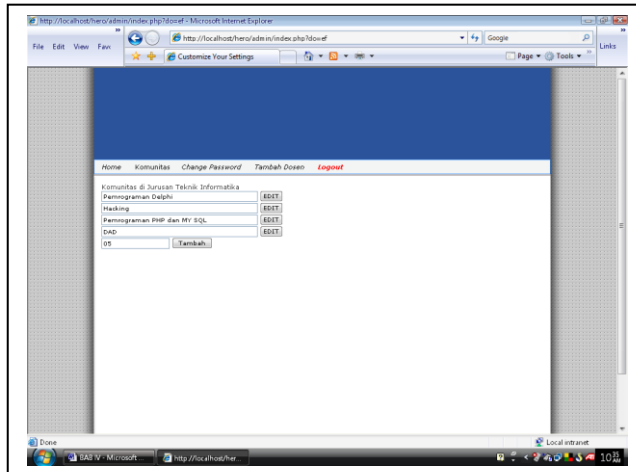 http://localhost/hero/admin/index.php?do=ef - Microsoft Internet Explorer
File Edit View Favo
http://localhost/hero/admin/index.php?do=ef
Google
Links
Customize Your Settings
Page Tools
Home Komunitas Change Password Tambah Dosen Logout
Komunitas di Jurusan Teknik Informatika
Pemrograman Delphi EDIT
Hacking EDIT
Pemrograman PHP dan MY SQL EDIT
DAD EDIT
05 Tambah
Done
Local intranet
BAB IV - Microsoft ...
http://localhost/her...